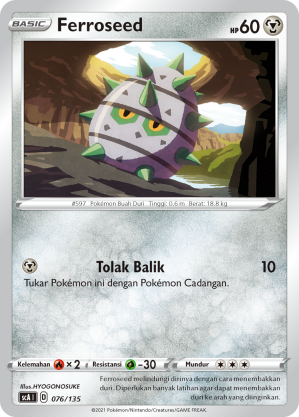 BASIC Ferroseed HP60
#597 Pokémon Buah Duri Tinggi: 0.6 m Berat: 18.8 kg
Tolak Balik 10
Tukar Pokémon ini dengan Pokémon Cadangan.
Kelemahan × 2 Resistansi -30 Mundur
Illus. HYOGONOSUKE
Ferroseed melindungi dirinya dengan cara menembakkan
duri. Diperlukan banyak latihan agar dapat menembakkan
duri ke arah yang diinginkan.
scA I D 076/135
©2021 Pokémon/Nintendo/Creatures/GAME FREAK.